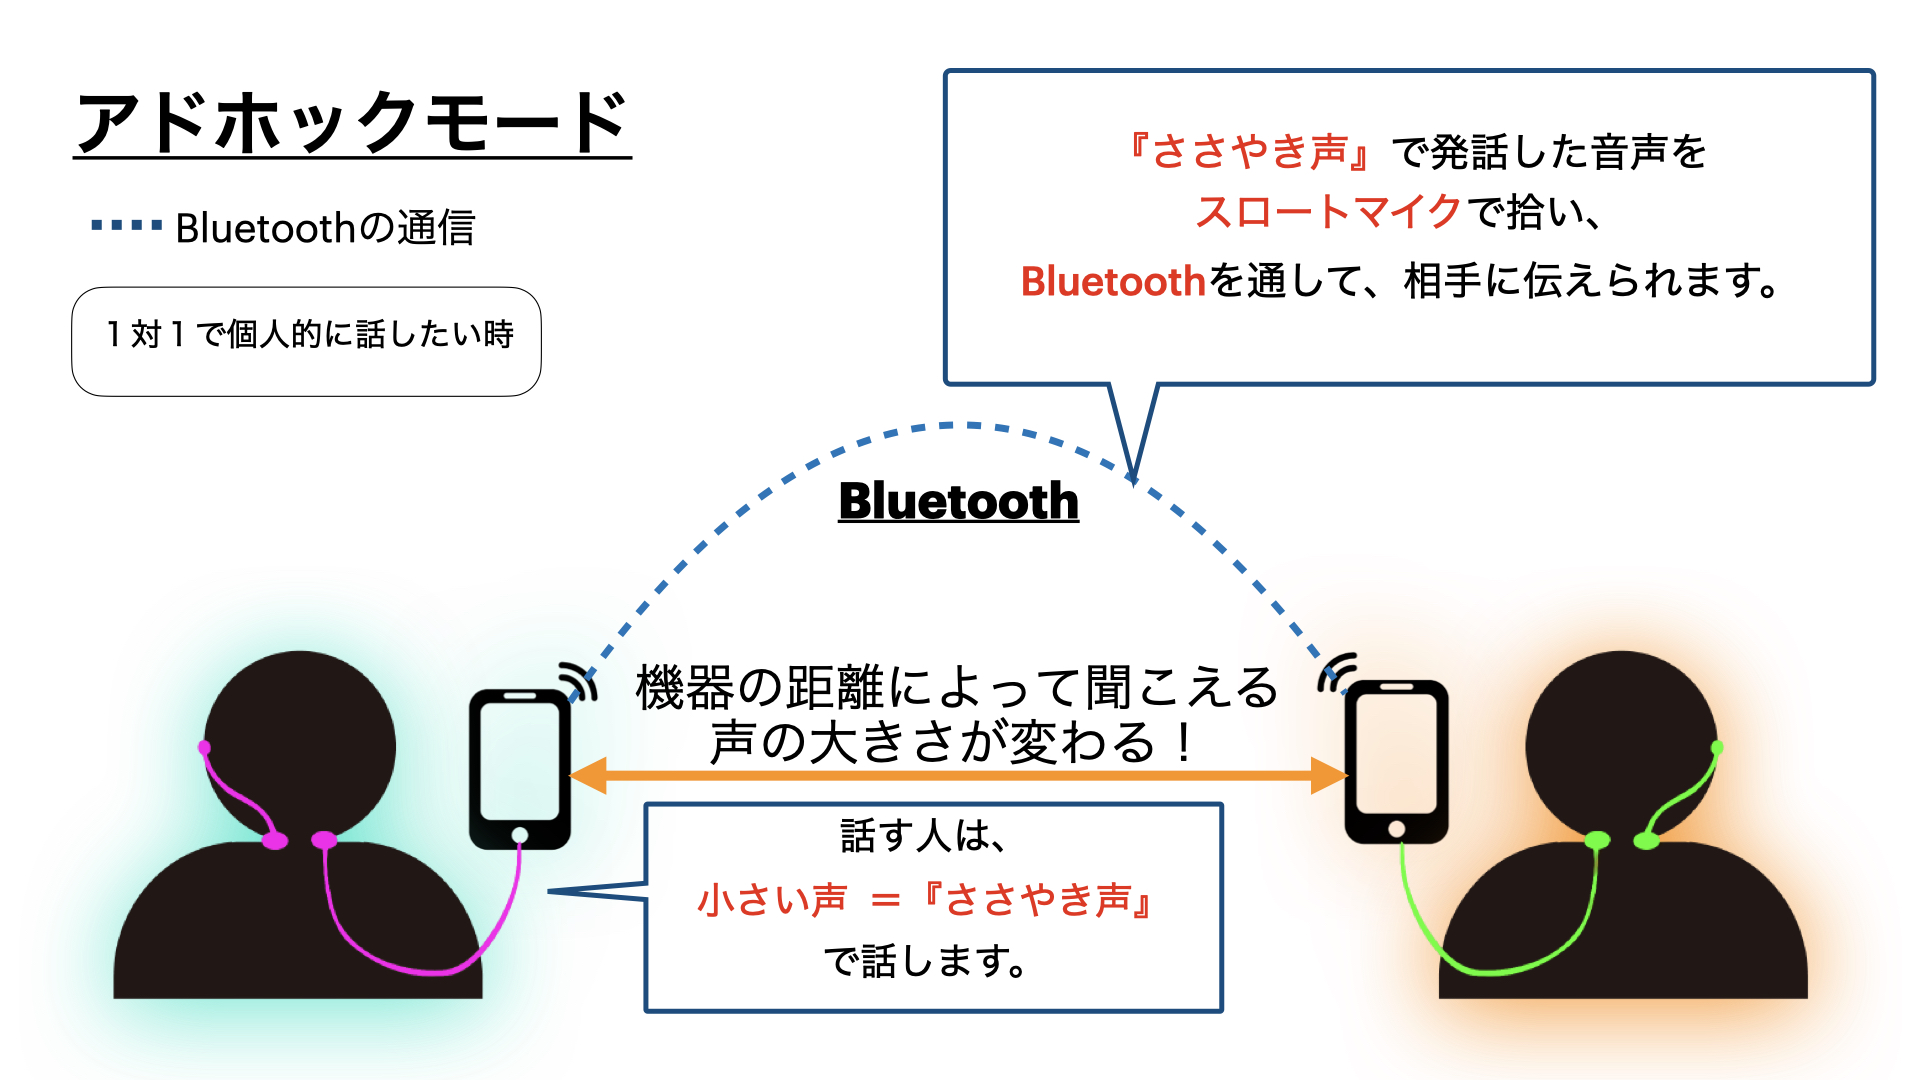 アドホックモード
Bluetoothの通信
1対1で個人的に話したい時
『ささやき声』で発話した音声を
スロートマイクで拾い、
Bluetoothを通して、相手に伝えられます。
Bluetooth
機器の距離によって聞こえる
声の大きさが変わる！
話す人は、
小さい声 ＝『ささやき声』
で話します。